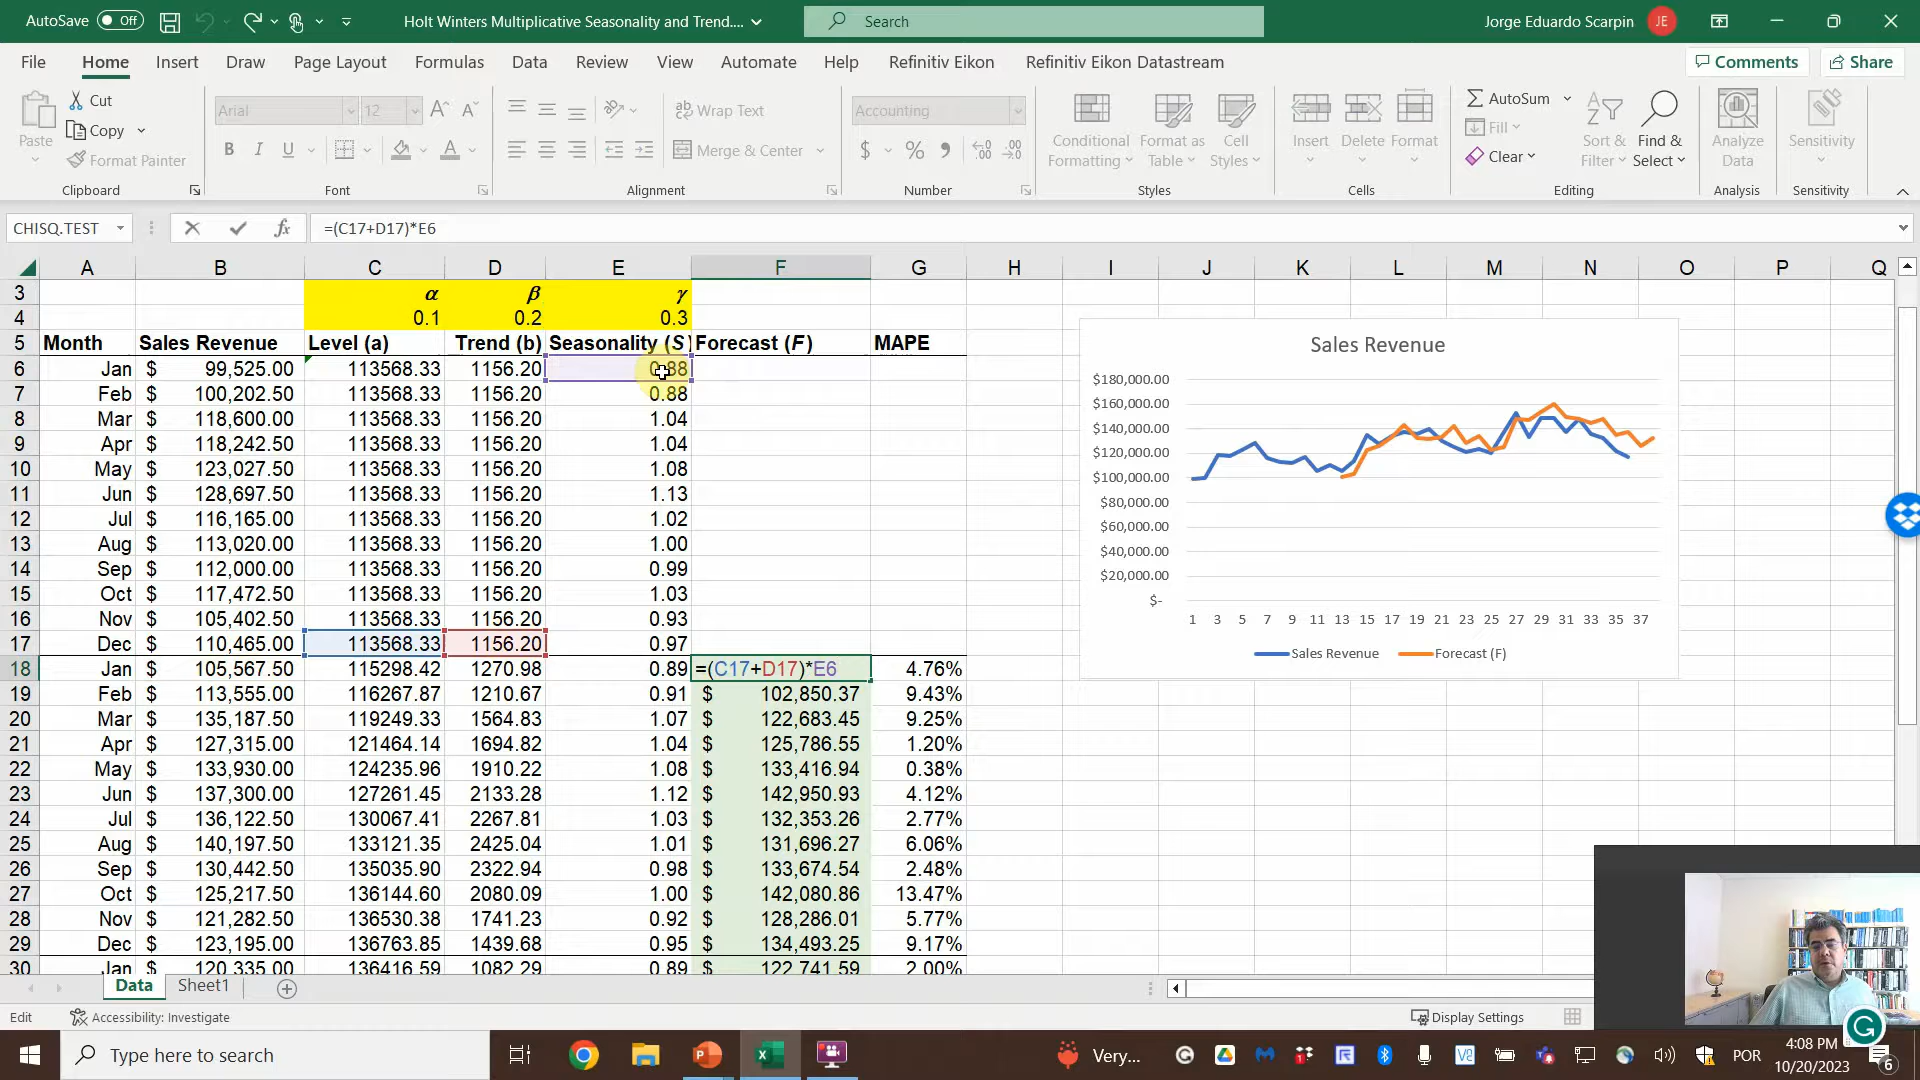 AutoSave Off Holt Winters Multiplicative Seasonality and Trend.... Search Jorge Eduardo Scarpin JE
File Home Insert Draw Page Layout Formulas Data Review View Automate Help Refinitiv Eikon Refinitiv Eikon Datastream Comments Share
Paste Cut Copy Format Painter
Arial 12
B I U
Wrap Text
Merge & Center
Accounting
$ % ,
Conditional Formatting
Format as Table
Cell Styles
Insert Delete Format
AutoSum
Fill
Clear
Sort & Filter
Find & Select
Analyze Data
Sensitivity
Clipboard Font Alignment Number Styles Cells Editing Analysis Sensitivity
CHISQ.TEST fx =(C17+D17)*E6
A B C D E F G H I J K L M N O P Q
3 α β γ
4 0.1 0.2 0.3
5 Month Sales Revenue Level (a) Trend (b) Seasonality (S) Forecast (F) MAPE
6 Jan $ 99,525.00 113568.33 1156.20 0.88
7 Feb $ 100,202.50 113568.33 1156.20 0.88
8 Mar $ 118,600.00 113568.33 1156.20 1.04
9 Apr $ 118,242.50 113568.33 1156.20 1.04
10 May $ 123,027.50 113568.33 1156.20 1.08
11 Jun $ 128,697.50 113568.33 1156.20 1.13
12 Jul $ 116,165.00 113568.33 1156.20 1.02
13 Aug $ 113,020.00 113568.33 1156.20 1.00
14 Sep $ 112,000.00 113568.33 1156.20 0.99
15 Oct $ 117,472.50 113568.33 1156.20 1.03
16 Nov $ 105,402.50 113568.33 1156.20 0.93
17 Dec $ 110,465.00 113568.33 1156.20 0.97
18 Jan $ 105,567.50 115298.42 1270.98 0.89 =(C17+D17)*E6 4.76%
19 Feb $ 113,555.00 116267.87 1210.67 0.91 $ 102,850.37 9.43%
20 Mar $ 135,187.50 119249.33 1564.83 1.07 $ 122,683.45 9.25%
21 Apr $ 127,315.00 121464.14 1694.82 1.04 $ 125,786.55 1.20%
22 May $ 133,930.00 124235.96 1910.22 1.08 $ 133,416.94 0.38%
23 Jun $ 137,300.00 127261.45 2133.28 1.12 $ 142,950.93 4.12%
24 Jul $ 136,122.50 130067.41 2267.81 1.03 $ 132,353.26 2.77%
25 Aug $ 140,197.50 133121.35 2425.04 1.01 $ 131,696.27 6.06%
26 Sep $ 130,442.50 135035.90 2322.94 0.98 $ 133,674.54 2.48%
27 Oct $ 125,217.50 136144.60 2080.09 1.00 $ 142,080.86 13.47%
28 Nov $ 121,282.50 136530.38 1741.23 0.92 $ 128,286.01 5.77%
29 Dec $ 123,195.00 136763.85 1439.68 0.95 $ 134,493.25 9.17%
30 Jan $ 120,335.00 136416.59 1082.29 0.89 $ 122,741.59 2.00%
Sales Revenue
$180,000.00
$160,000.00
$140,000.00
$120,000.00
$100,000.00
$80,000.00
$60,000.00
$40,000.00
$20,000.00
$-
1 3 5 7 9 11 13 15 17 19 21 23 25 27 29 31 33 35 37
Sales Revenue Forecast (F)
Data Sheet1
Edit Accessibility: Investigate Display Settings
Type here to search Very... POR 4:08 PM
10/20/2023 6